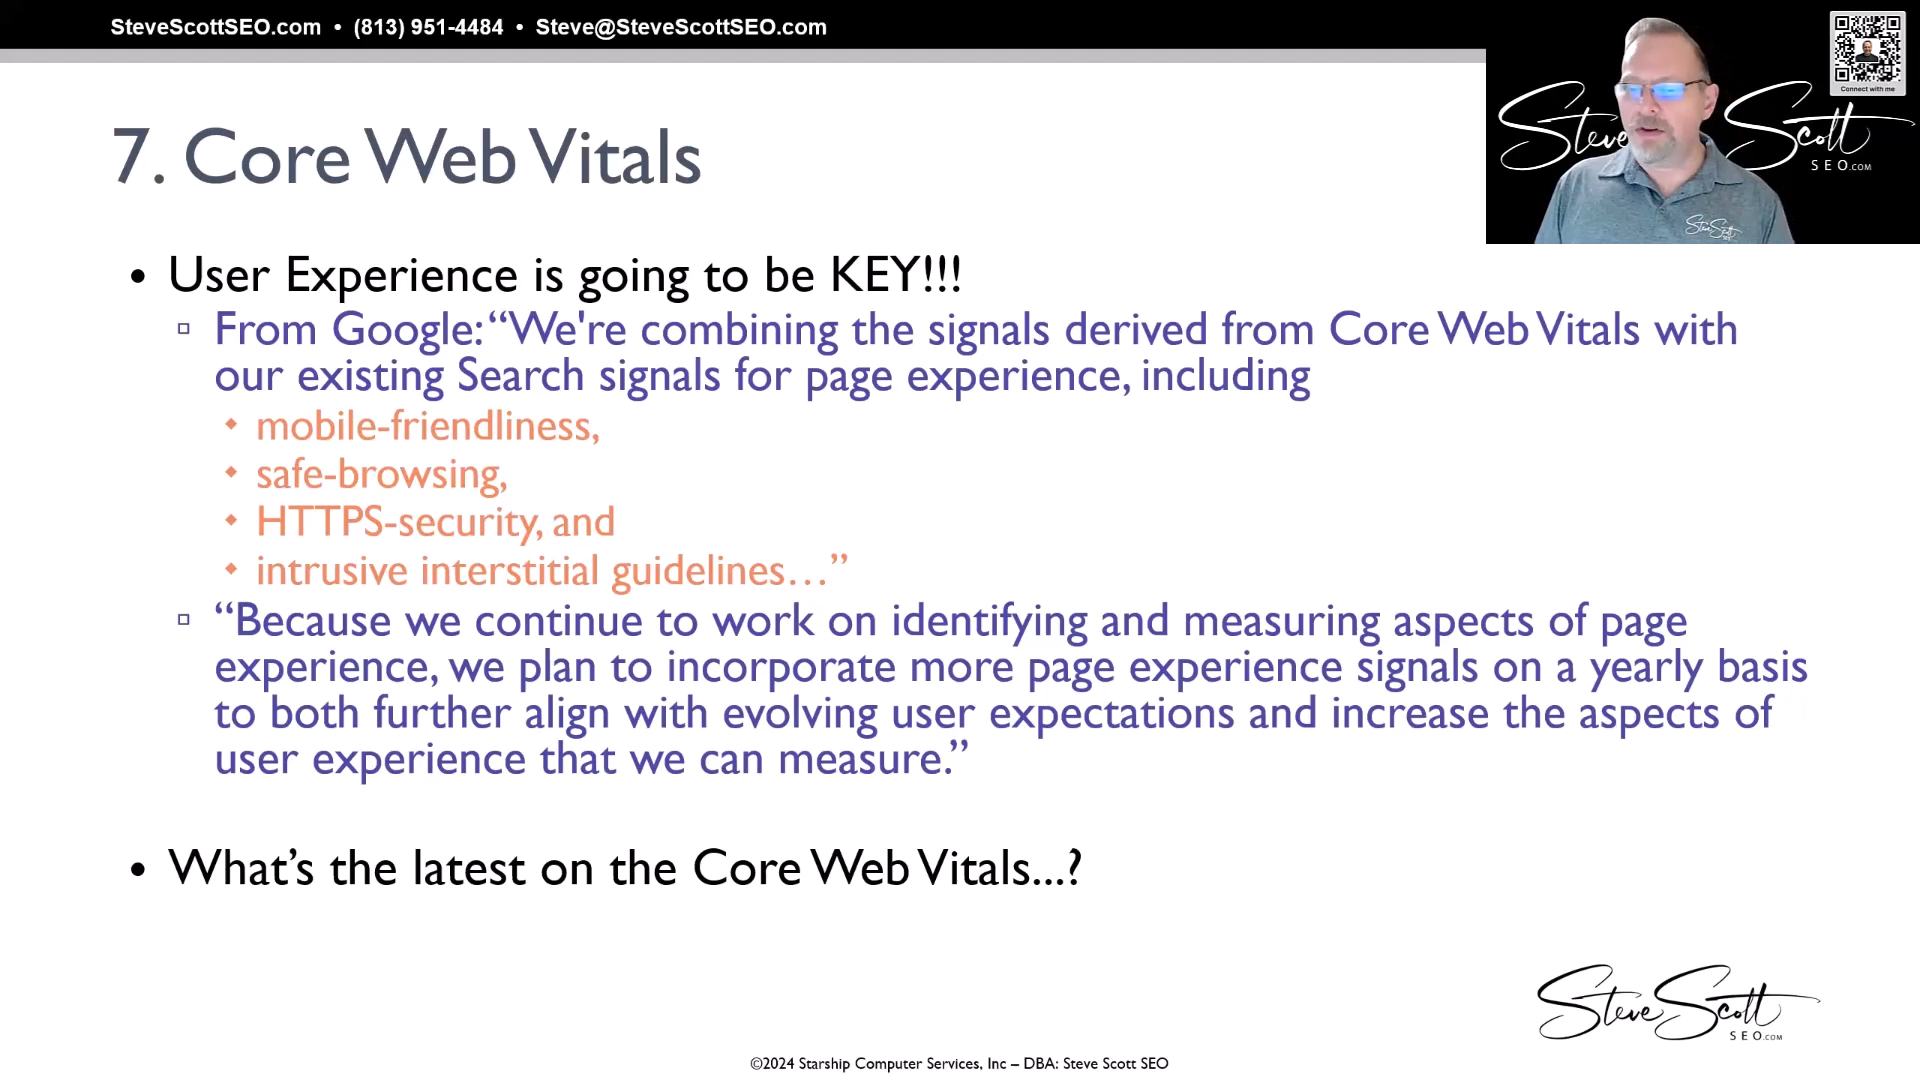 SteveScottSEO.com • (813) 951-4484 • Steve@SteveScottSEO.com
Connect with me
Steve Scott
SEO.COM
Steve Scott
SEO
7. Core Web Vitals
• User Experience is going to be KEY!!!
▫ From Google: “We're combining the signals derived from Core Web Vitals with
our existing Search signals for page experience, including
◆ mobile-friendliness,
◆ safe-browsing,
◆ HTTPS-security, and
◆ intrusive interstitial guidelines…”
▫ “Because we continue to work on identifying and measuring aspects of page
experience, we plan to incorporate more page experience signals on a yearly basis
to both further align with evolving user expectations and increase the aspects of
user experience that we can measure.”
• What’s the latest on the Core Web Vitals...?
Steve Scott
SEO.COM
©2024 Starship Computer Services, Inc – DBA: Steve Scott SEO